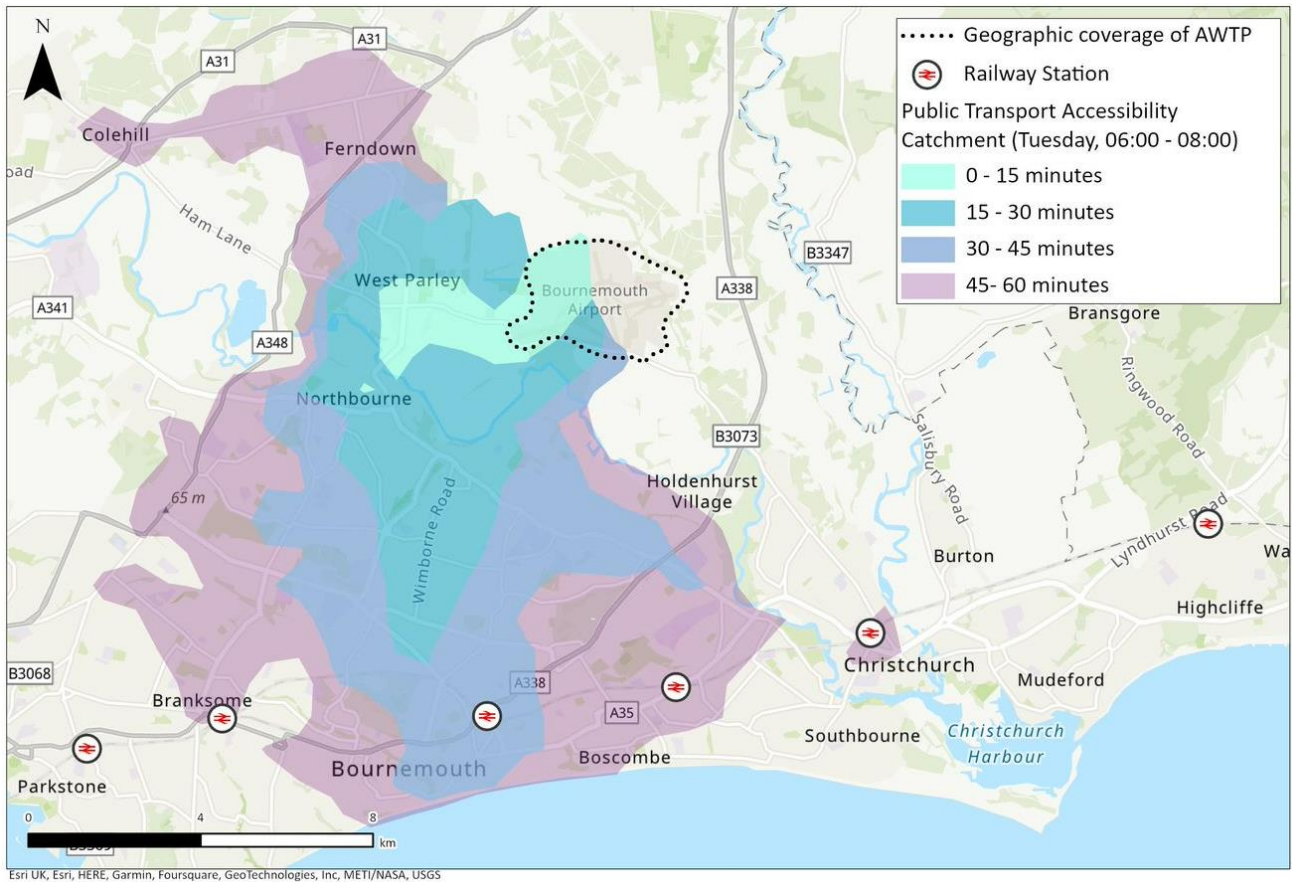 N
A31
A31
Colehill
Ferndown
oad
Ham Lane
West Parley
Bournemouth
Airport
A338
B3347
A341
A348
Northbourne
B3073
Bransgore
Ringwood Road
Salisbury Road
Holdenhurst
Village
65 m
Wimborne Road
Lyndhurst Road
Burton
Wa
Highcliffe
Christchurch
Mudeford
B3068
Branksome
A338
A35
Southbourne
Christchurch
Harbour
Boscombe
Bournemouth
Parkstone
0 4 8
km
Geographic coverage of AWTP
Railway Station
Public Transport Accessibility
Catchment (Tuesday, 06:00 - 08:00)
0 - 15 minutes
15 - 30 minutes
30 - 45 minutes
45- 60 minutes
Esri UK, Esri, HERE, Garmin, Foursquare, GeoTechnologies, Inc, METI/NASA, USGS